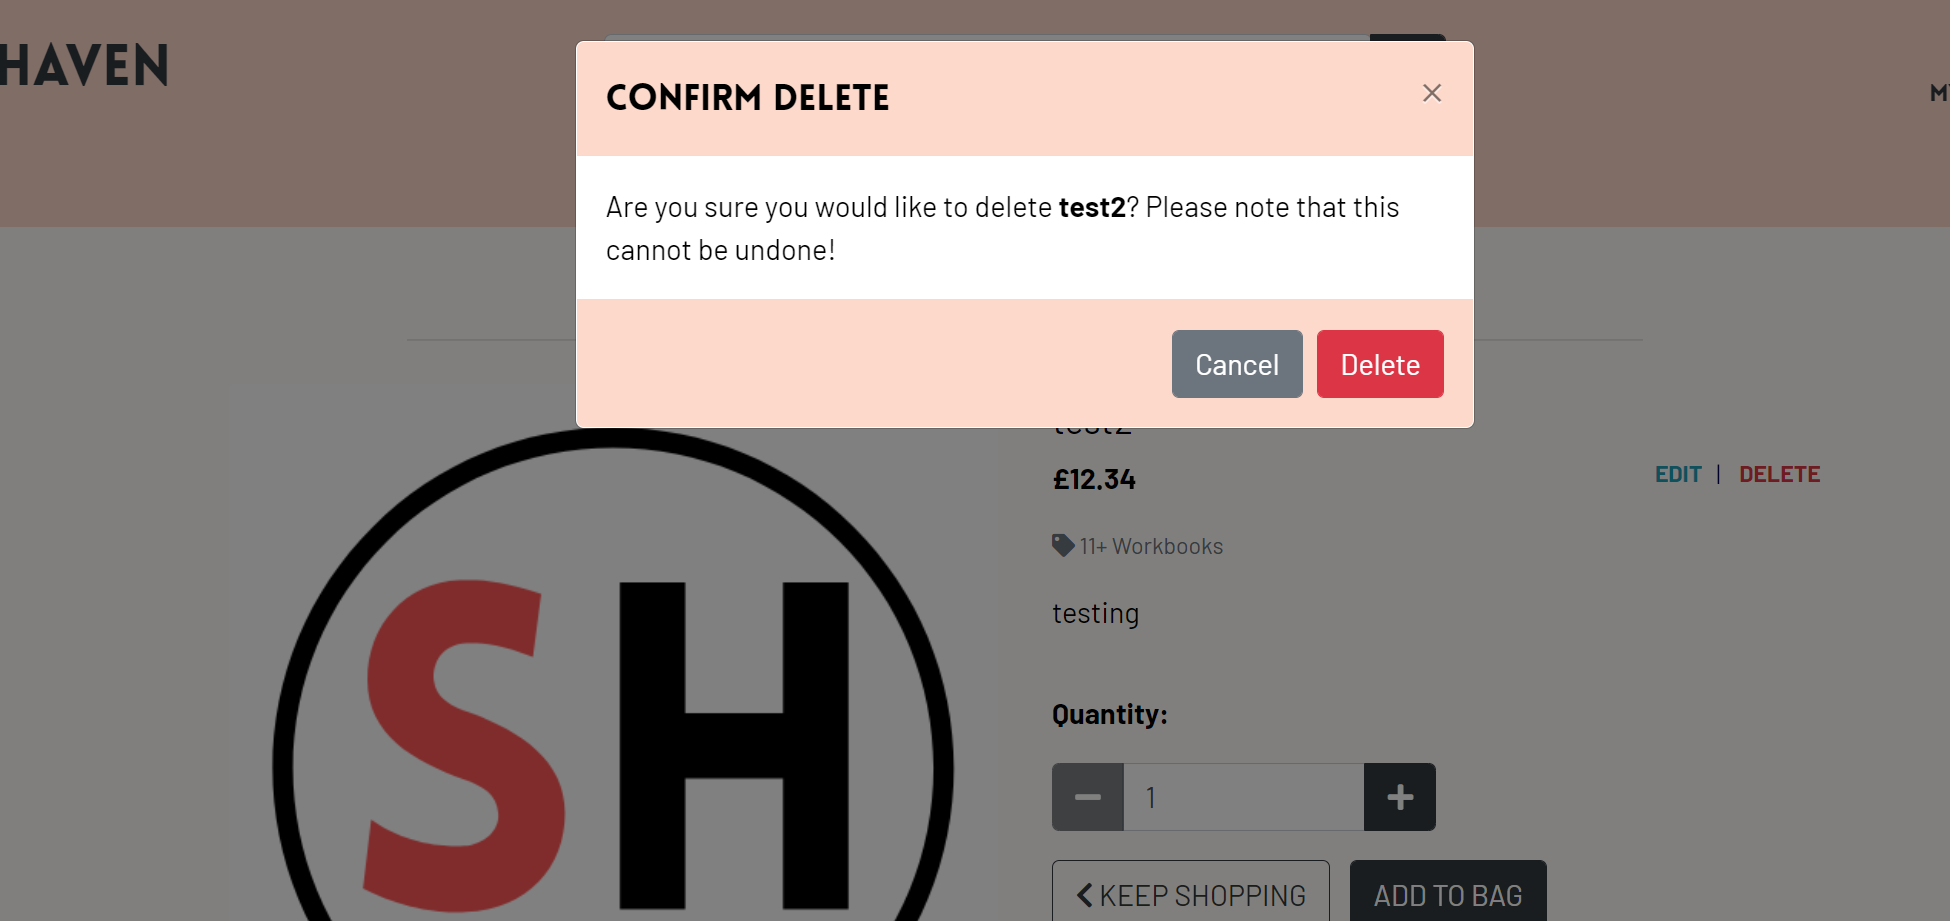 HAVEN
CONFIRM DELETE
×
Are you sure you would like to delete test2? Please note that this
cannot be undone!
Cancel Delete
test2
£12.34
EDIT | DELETE
11+ Workbooks
testing
Quantity:
1
KEEP SHOPPING
ADD TO BAG
SH